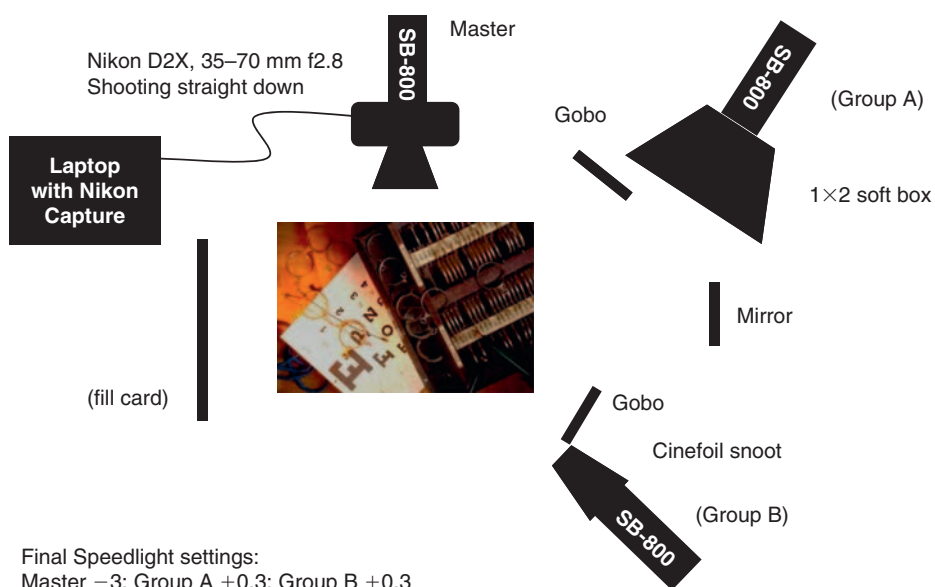 Master
SB-800
Nikon D2X, 35–70 mm f2.8
Shooting straight down
SB-800
(Group A)
Gobo
Laptop
with Nikon
Capture
1×2 soft box
Mirror
(fill card)
E
Gobo
Cinefoil snoot
(Group B)
SB-800
Final Speedlight settings:
Master −3; Group A +0.3; Group B +0.3